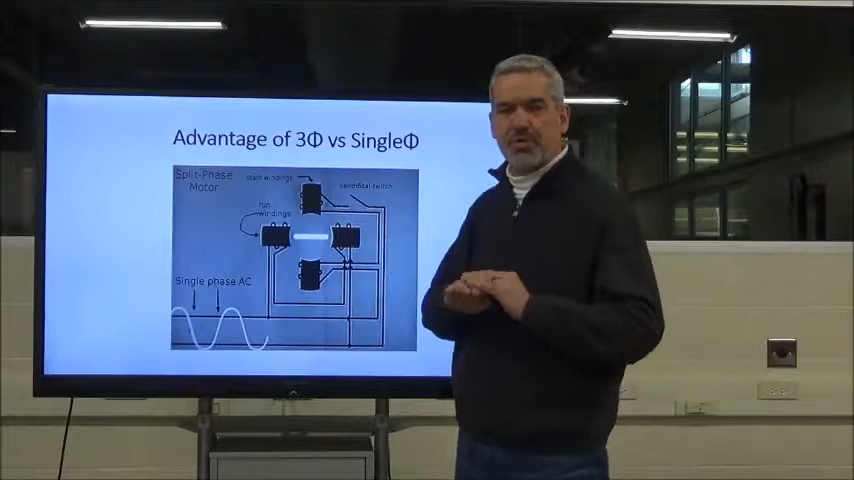 Advantage of 3Φ vs SingleΦ
Split-Phase
Motor
start windings
centrifical switch
run
windings
Single phase AC